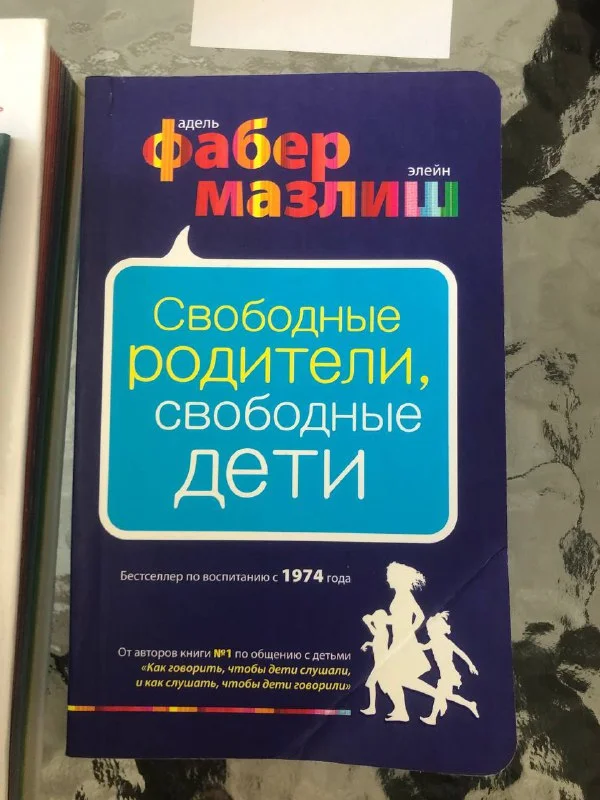 адель
фабер
элейн
мазлиш
Свободные
родители,
свободные
дети
Бестселлер по воспитанию с 1974 года
От авторов книги №1 по общению с детьми
«Как говорить, чтобы дети слушали,
и как слушать, чтобы дети говорили»